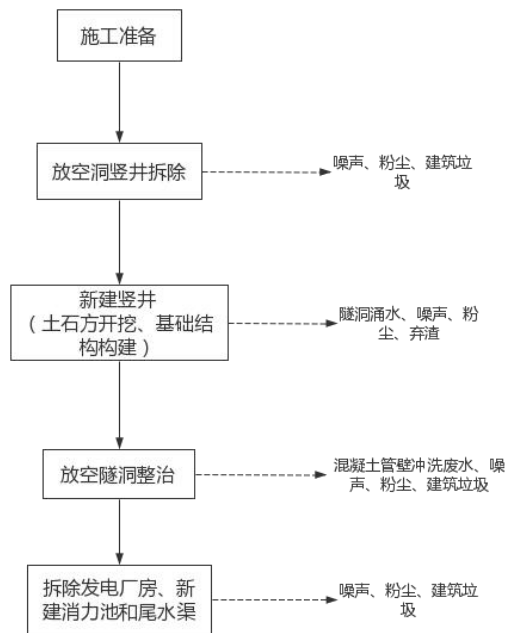 施工准备
放空洞竖井拆除
噪声、粉尘、建筑垃
圾
新建竖井
（土石方开挖、基础结
构构建）
隧洞涌水、噪声、粉
尘、弃渣
放空隧洞整治
混凝土管壁冲洗废水、噪
声、粉尘、建筑垃圾
拆除发电厂房、新
建消力池和尾水渠
噪声、粉尘、建筑垃
圾